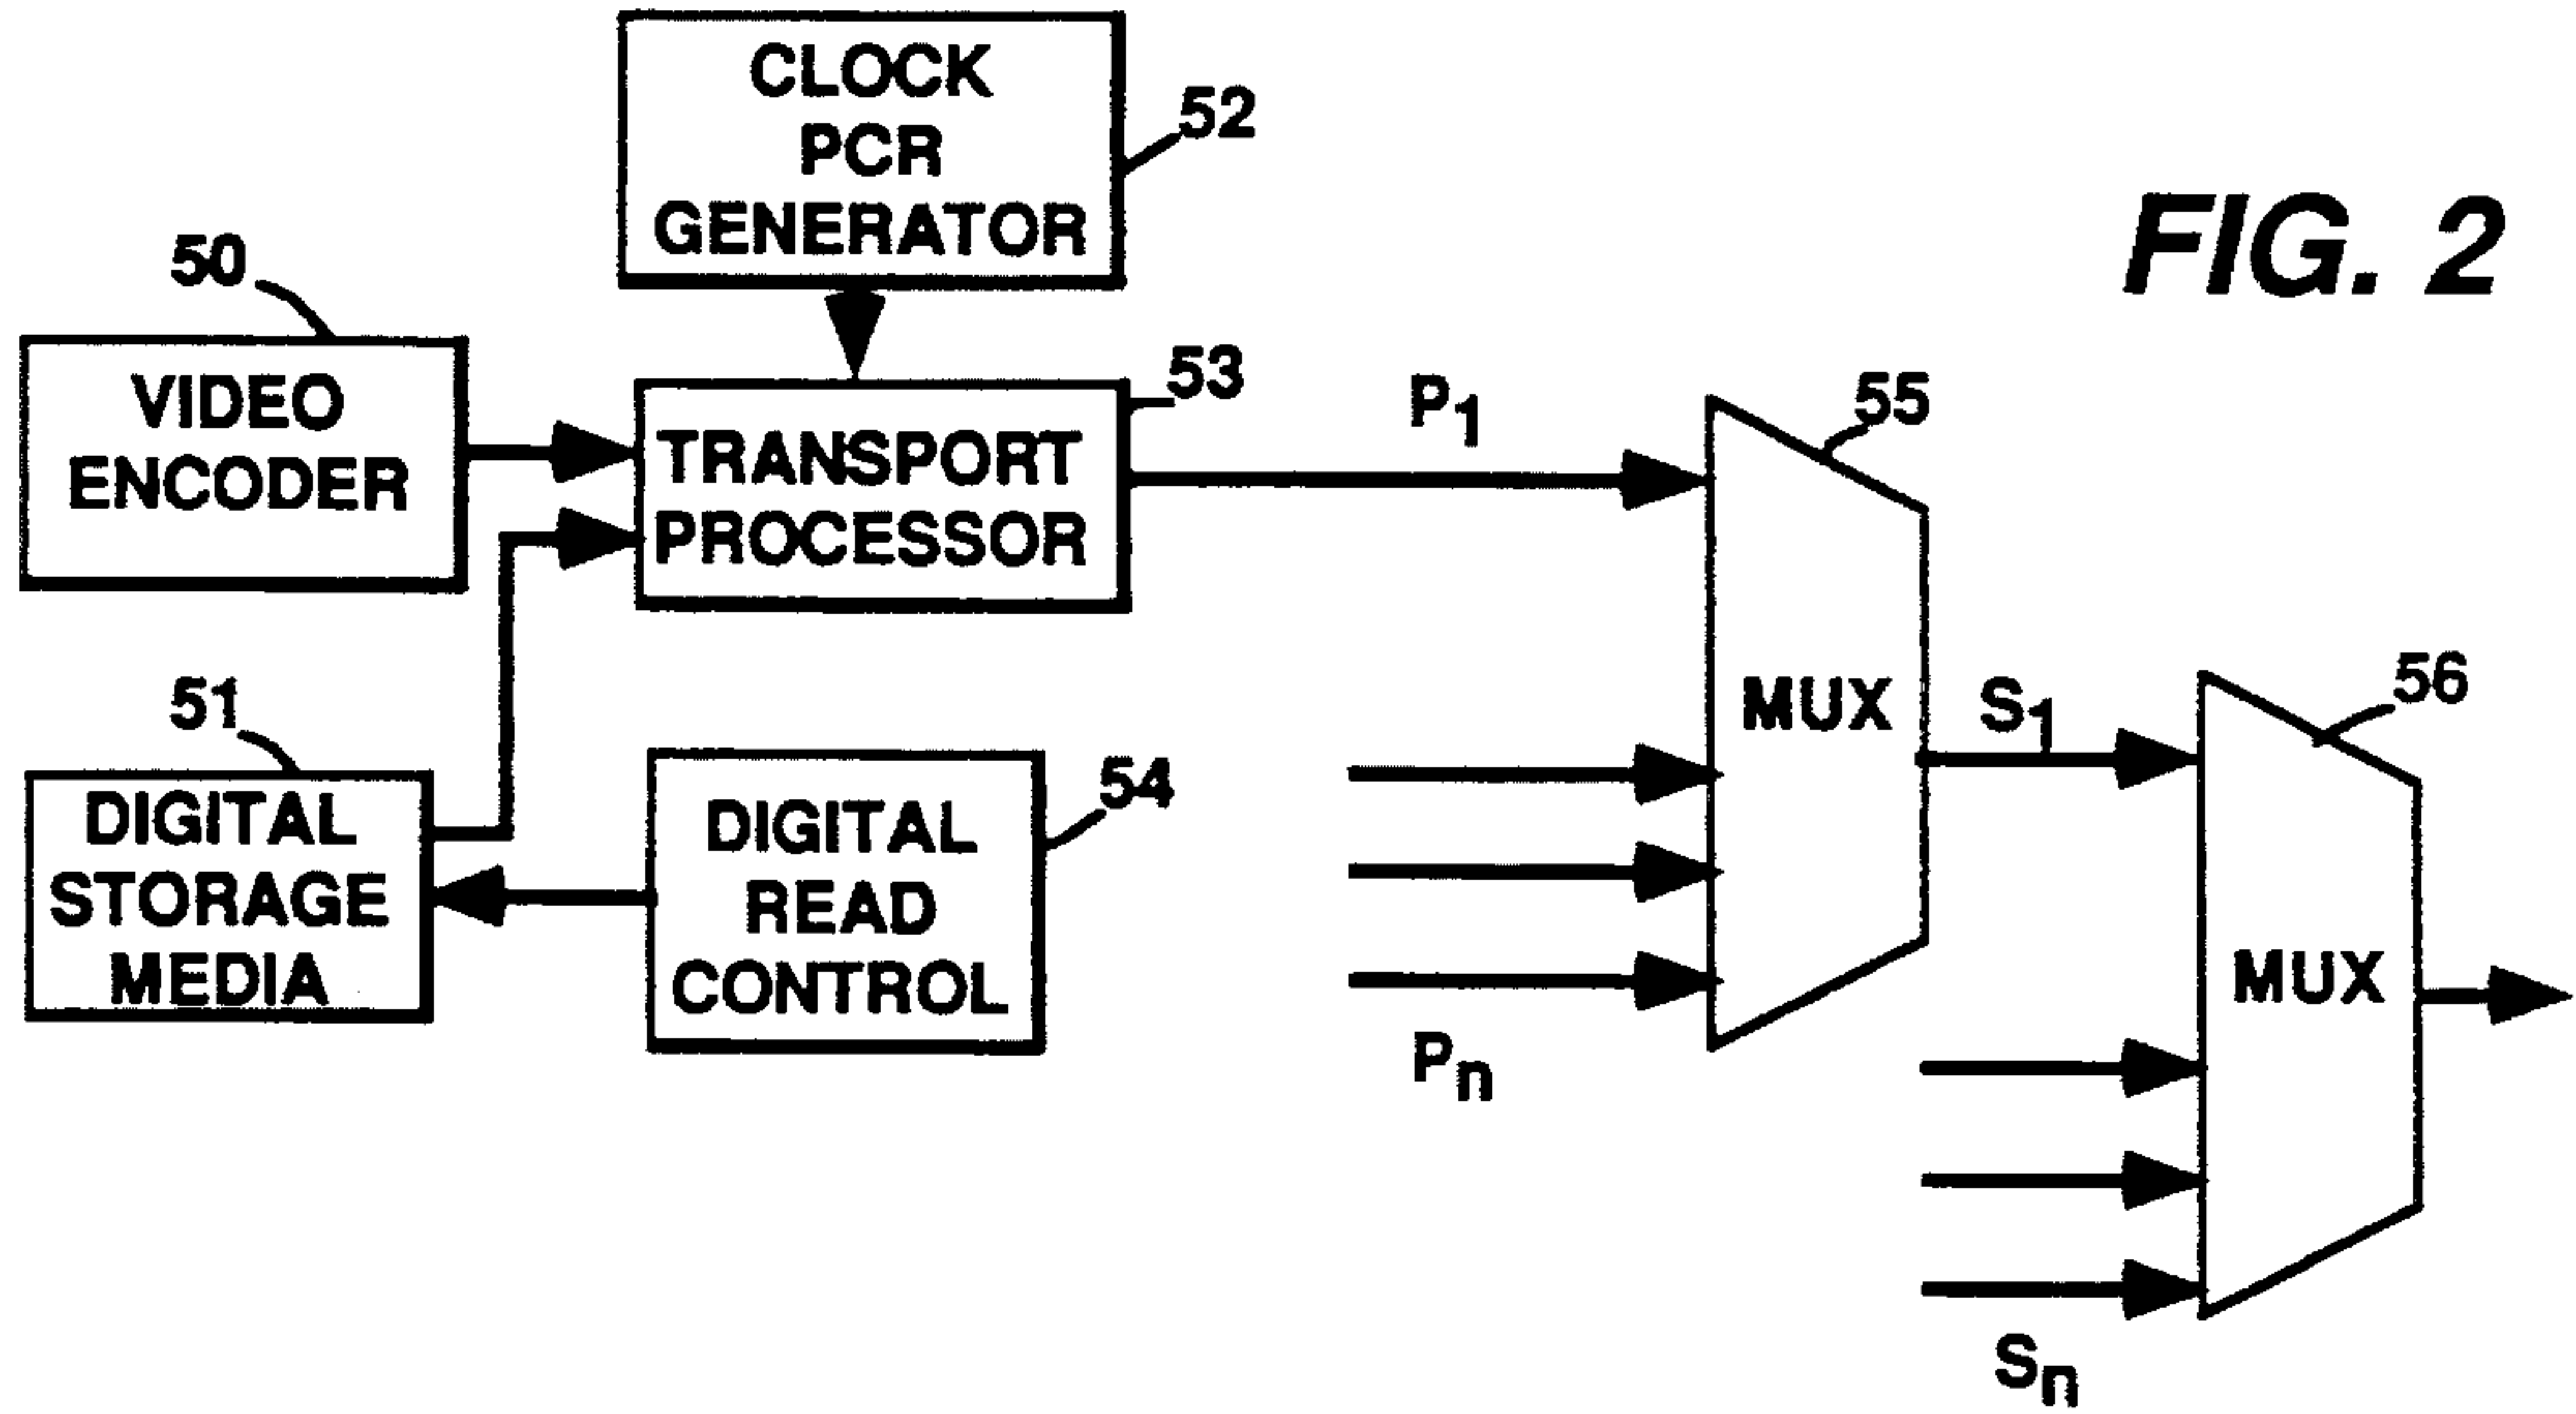 CLOCK
PCR
GENERATOR
52
FIG. 2
50
VIDEO
ENCODER
53
TRANSPORT
PROCESSOR
P1
55
51
DIGITAL
STORAGE
MEDIA
54
DIGITAL
READ
CONTROL
MUX
S1
56
MUX
Pn
Sn